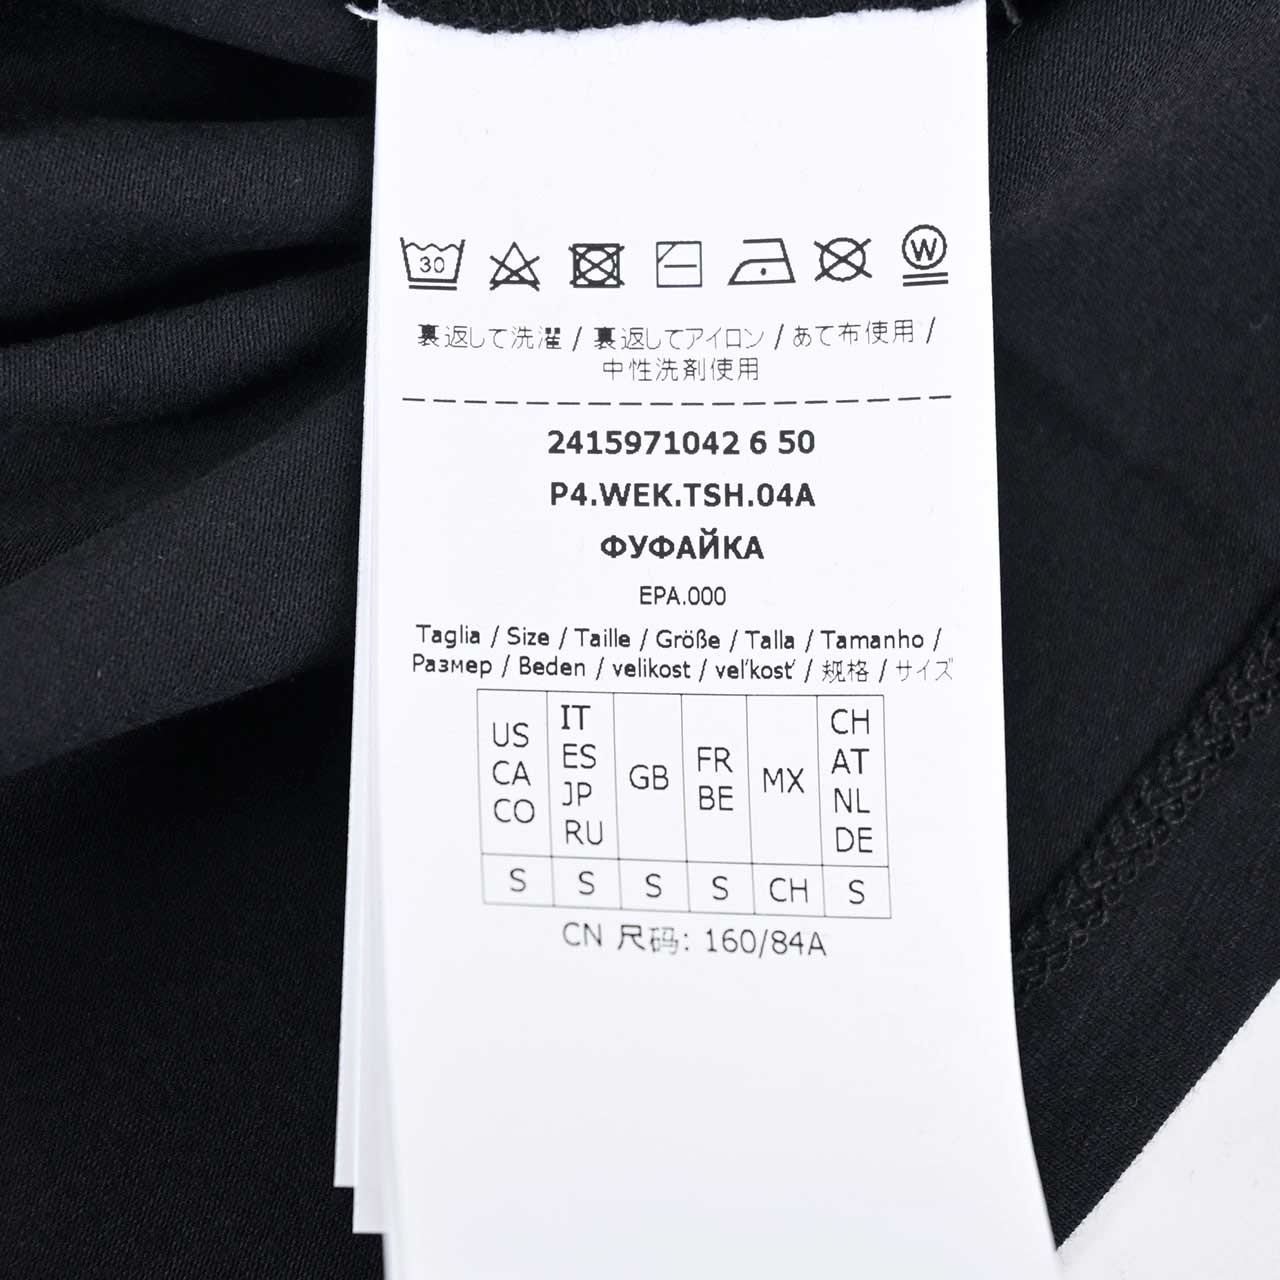 30
W
裏返して洗濯 / 裏返してアイロン / あて布使用 /
中性洗剤使用
2415971042 6 50
P4.WEK.TSH.04A
ФУФАЙКА
EPA.000
Taglia / Size / Taille / Größe / Talla / Tamanho /
Размер / Beden / velikost / veľkosť / 规格 / サイズ
US CA CO
IT ES JP RU
GB
FR BE
MX
CH AT NL DE
S S S S CH S
CN 尺码: 160/84A